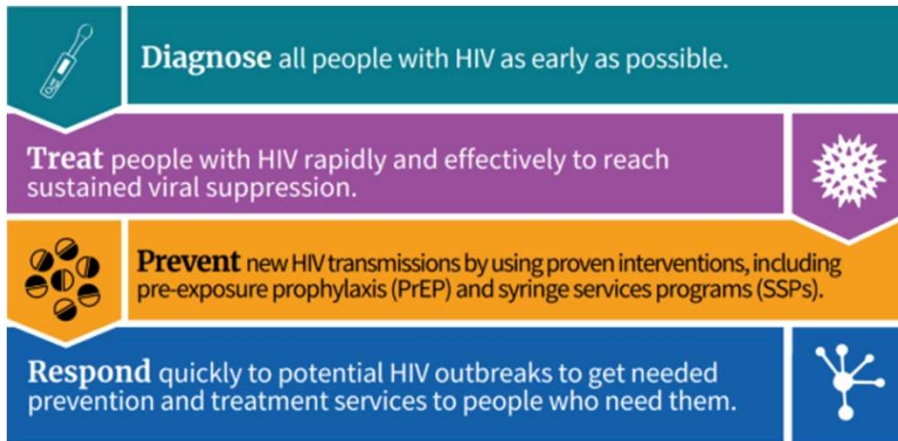 Diagnose all people with HIV as early as possible.
Treat people with HIV rapidly and effectively to reach
sustained viral suppression.
Prevent new HIV transmissions by using proven interventions, including
pre-exposure prophylaxis (PrEP) and syringe services programs (SSPs).
Respond quickly to potential HIV outbreaks to get needed
prevention and treatment services to people who need them.